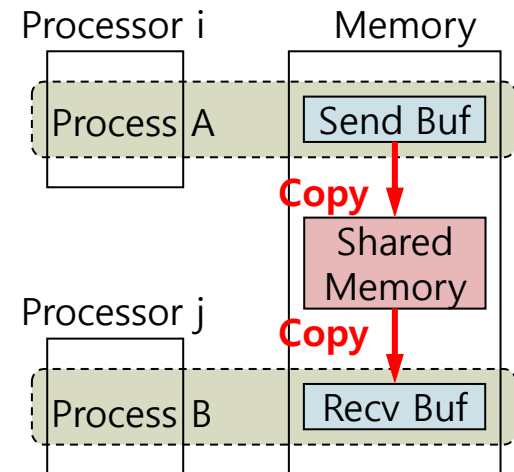 Processor i
Memory
Process A
Send Buf
Copy
Shared
Memory
Processor j
Copy
Process B
Recv Buf